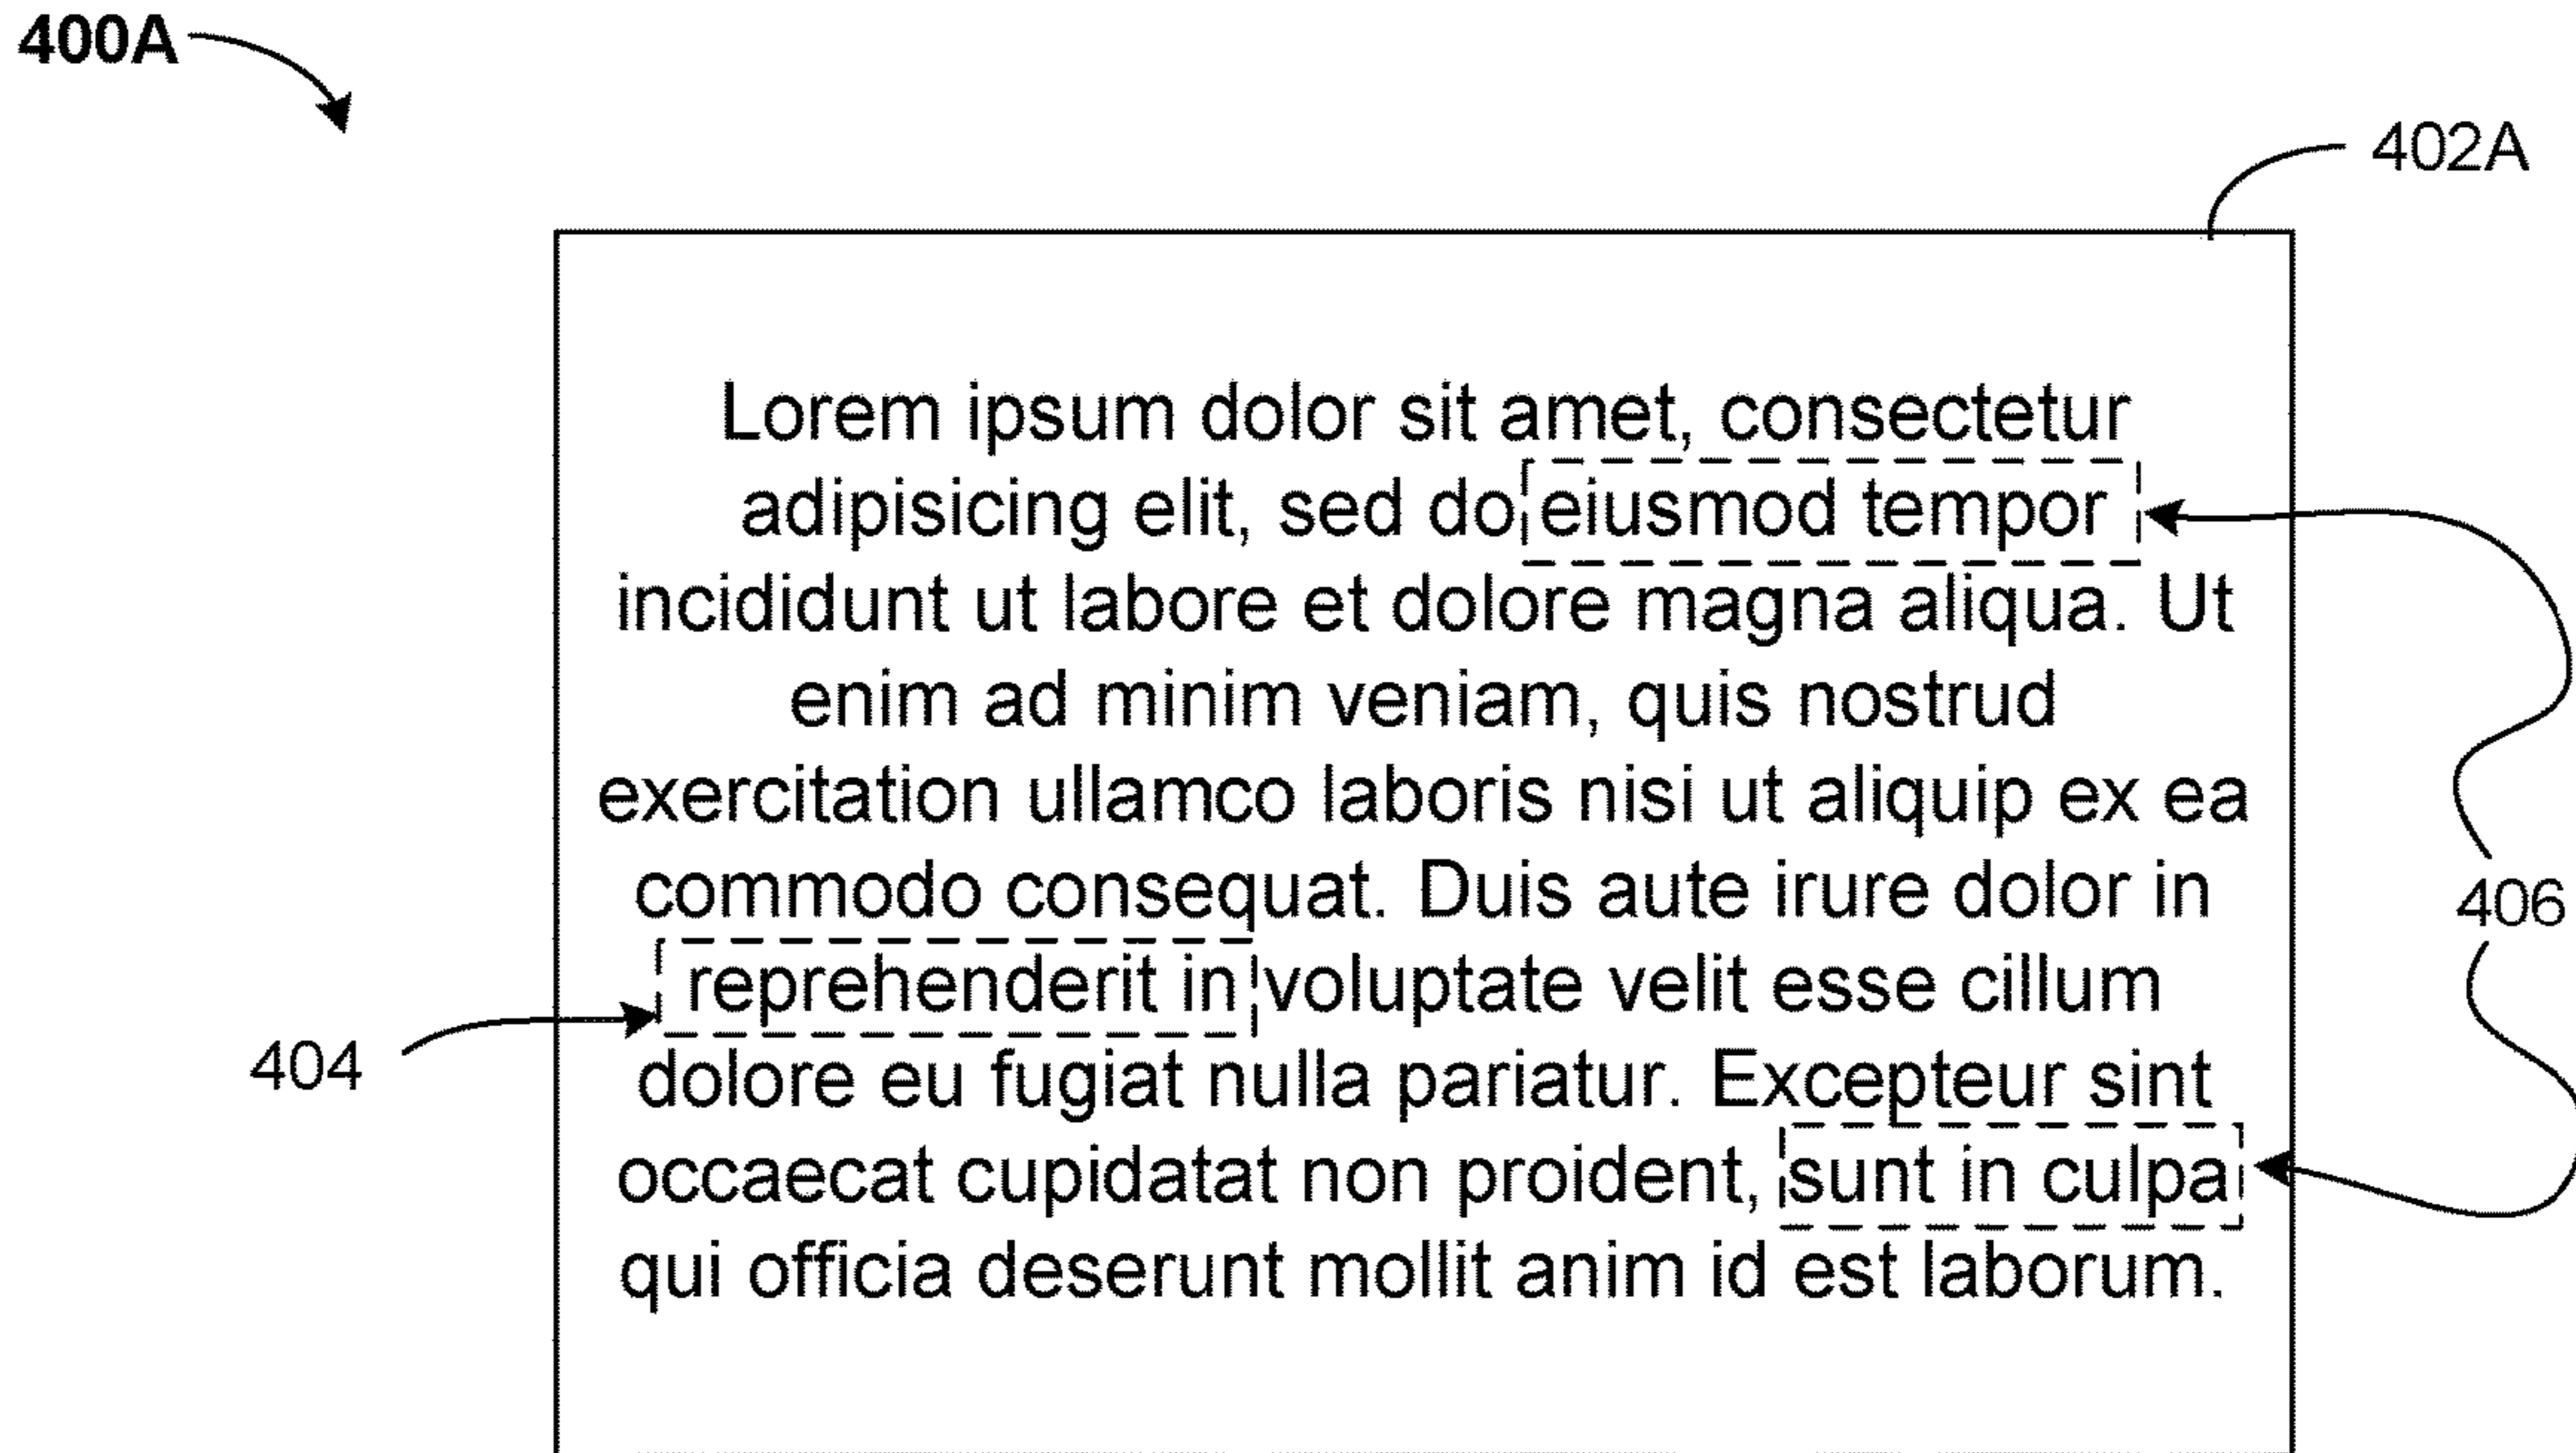 400A
402A
Lorem ipsum dolor sit amet, consectetur
adipisicing elit, sed do eiusmod tempor
incididunt ut labore et dolore magna aliqua. Ut
enim ad minim veniam, quis nostrud
exercitation ullamco laboris nisi ut aliquip ex ea
commodo consequat. Duis aute irure dolor in
406
reprehenderit in voluptate velit esse cillum
404
dolore eu fugiat nulla pariatur. Excepteur sint
occaecat cupidatat non proident, sunt in culpa
qui officia deserunt mollit anim id est laborum.